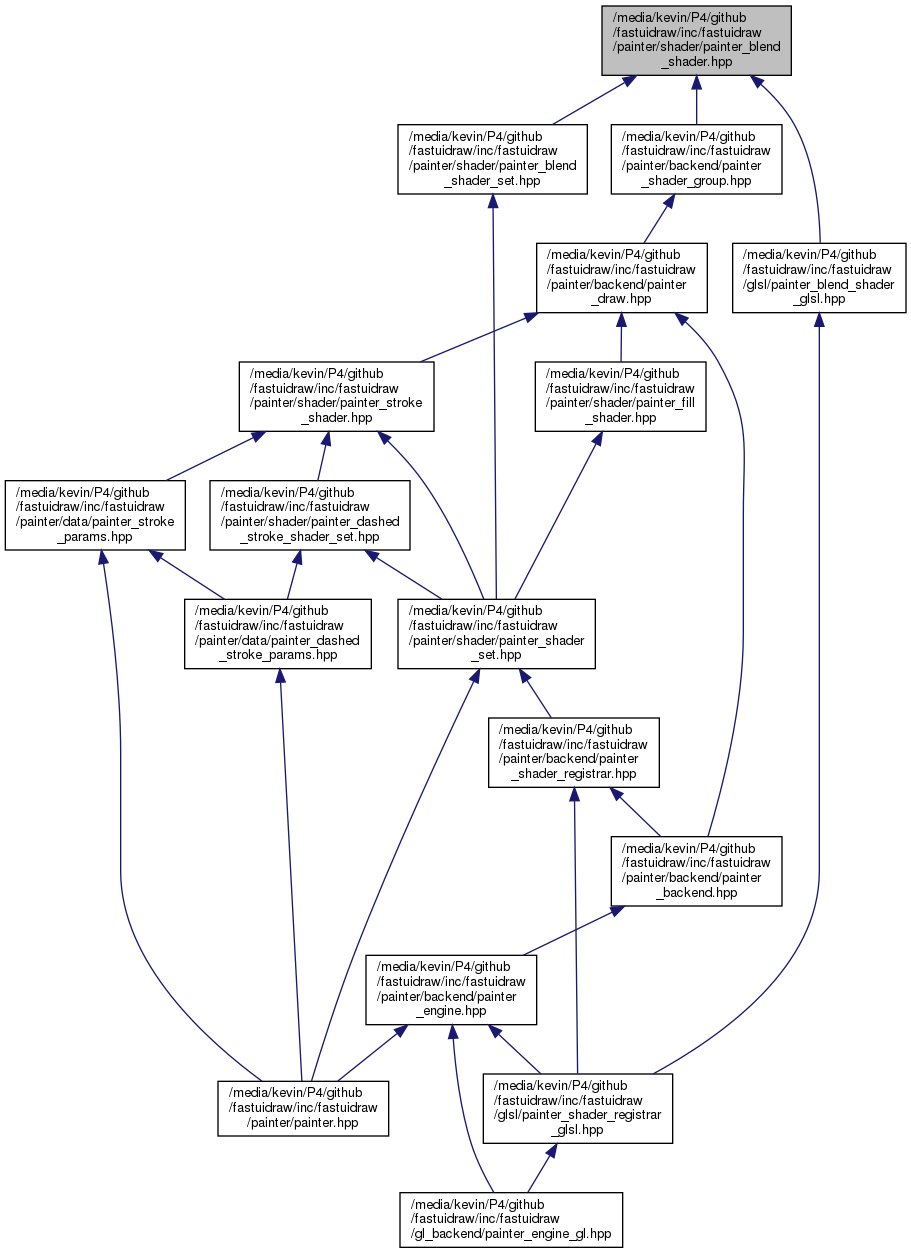 /media/kevin/P4/github
/fastuidraw/inc/fastuidraw
/painter/shader/painter_blend
_shader.hpp
/media/kevin/P4/github
/fastuidraw/inc/fastuidraw
/painter/shader/painter_blend
_shader_set.hpp
/media/kevin/P4/github
/fastuidraw/inc/fastuidraw
/painter/backend/painter
_shader_group.hpp
/media/kevin/P4/github
/fastuidraw/inc/fastuidraw
/painter/backend/painter
_draw.hpp
/media/kevin/P4/github
/fastuidraw/inc/fastuidraw
/glsl/painter_blend_shader
_glsl.hpp
/media/kevin/P4/github
/fastuidraw/inc/fastuidraw
/painter/shader/painter_stroke
_shader.hpp
/media/kevin/P4/github
/fastuidraw/inc/fastuidraw
/painter/shader/painter_fill
_shader.hpp
/media/kevin/P4/github
/fastuidraw/inc/fastuidraw
/painter/data/painter_stroke
_params.hpp
/media/kevin/P4/github
/fastuidraw/inc/fastuidraw
/painter/shader/painter_dashed
_stroke_shader_set.hpp
/media/kevin/P4/github
/fastuidraw/inc/fastuidraw
/painter/data/painter_dashed
_stroke_params.hpp
/media/kevin/P4/github
/fastuidraw/inc/fastuidraw
/painter/shader/painter_shader
_set.hpp
/media/kevin/P4/github
/fastuidraw/inc/fastuidraw
/painter/backend/painter
_shader_registrar.hpp
/media/kevin/P4/github
/fastuidraw/inc/fastuidraw
/painter/backend/painter
_backend.hpp
/media/kevin/P4/github
/fastuidraw/inc/fastuidraw
/painter/backend/painter
_engine.hpp
/media/kevin/P4/github
/fastuidraw/inc/fastuidraw
/painter/painter.hpp
/media/kevin/P4/github
/fastuidraw/inc/fastuidraw
/glsl/painter_shader_registrar
_glsl.hpp
/media/kevin/P4/github
/fastuidraw/inc/fastuidraw
/gl_backend/painter_engine_gl.hpp